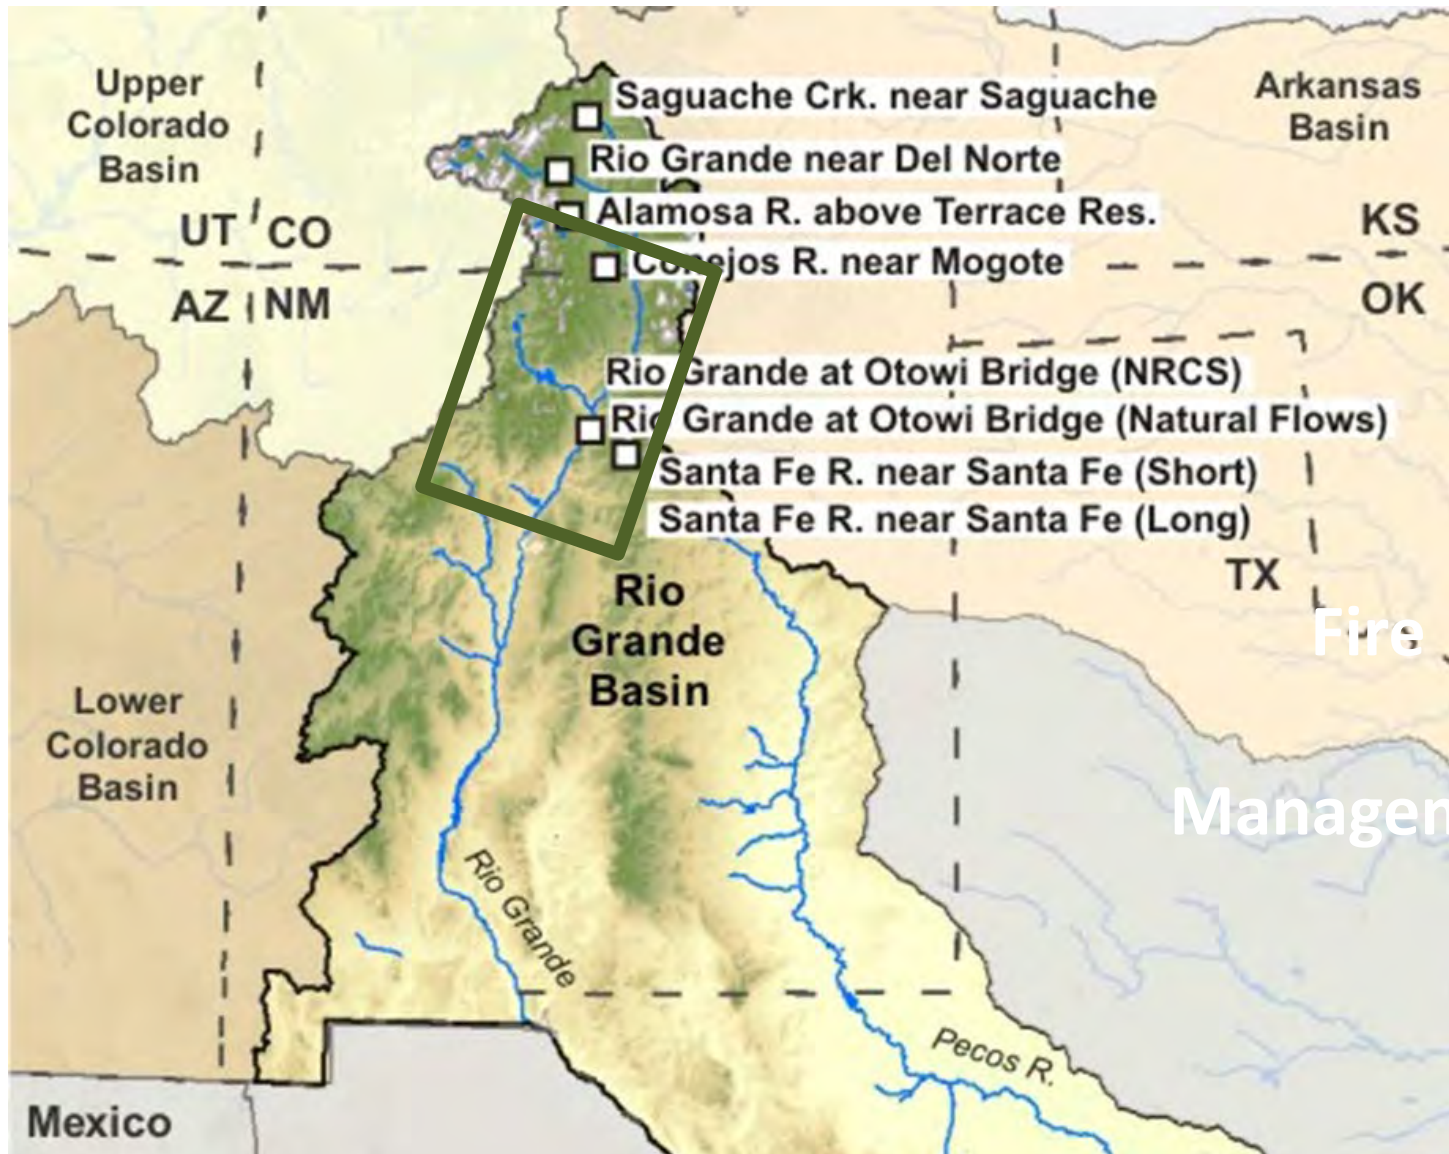 Upper
Colorado
Basin
Saguache Crk. near Saguache
Arkansas
Basin
Rio Grande near Del Norte
UT CO
Alamosa R. above Terrace Res.
KS
Conejos R. near Mogote
AZ NM
OK
Rio Grande at Otowi Bridge (NRCS)
Rio Grande at Otowi Bridge (Natural Flows)
Santa Fe R. near Santa Fe (Short)
Santa Fe R. near Santa Fe (Long)
TX
Rio
Grande
Basin
Fire
Lower
Colorado
Basin
Managem
Rio Grande
Pecos R.
Mexico